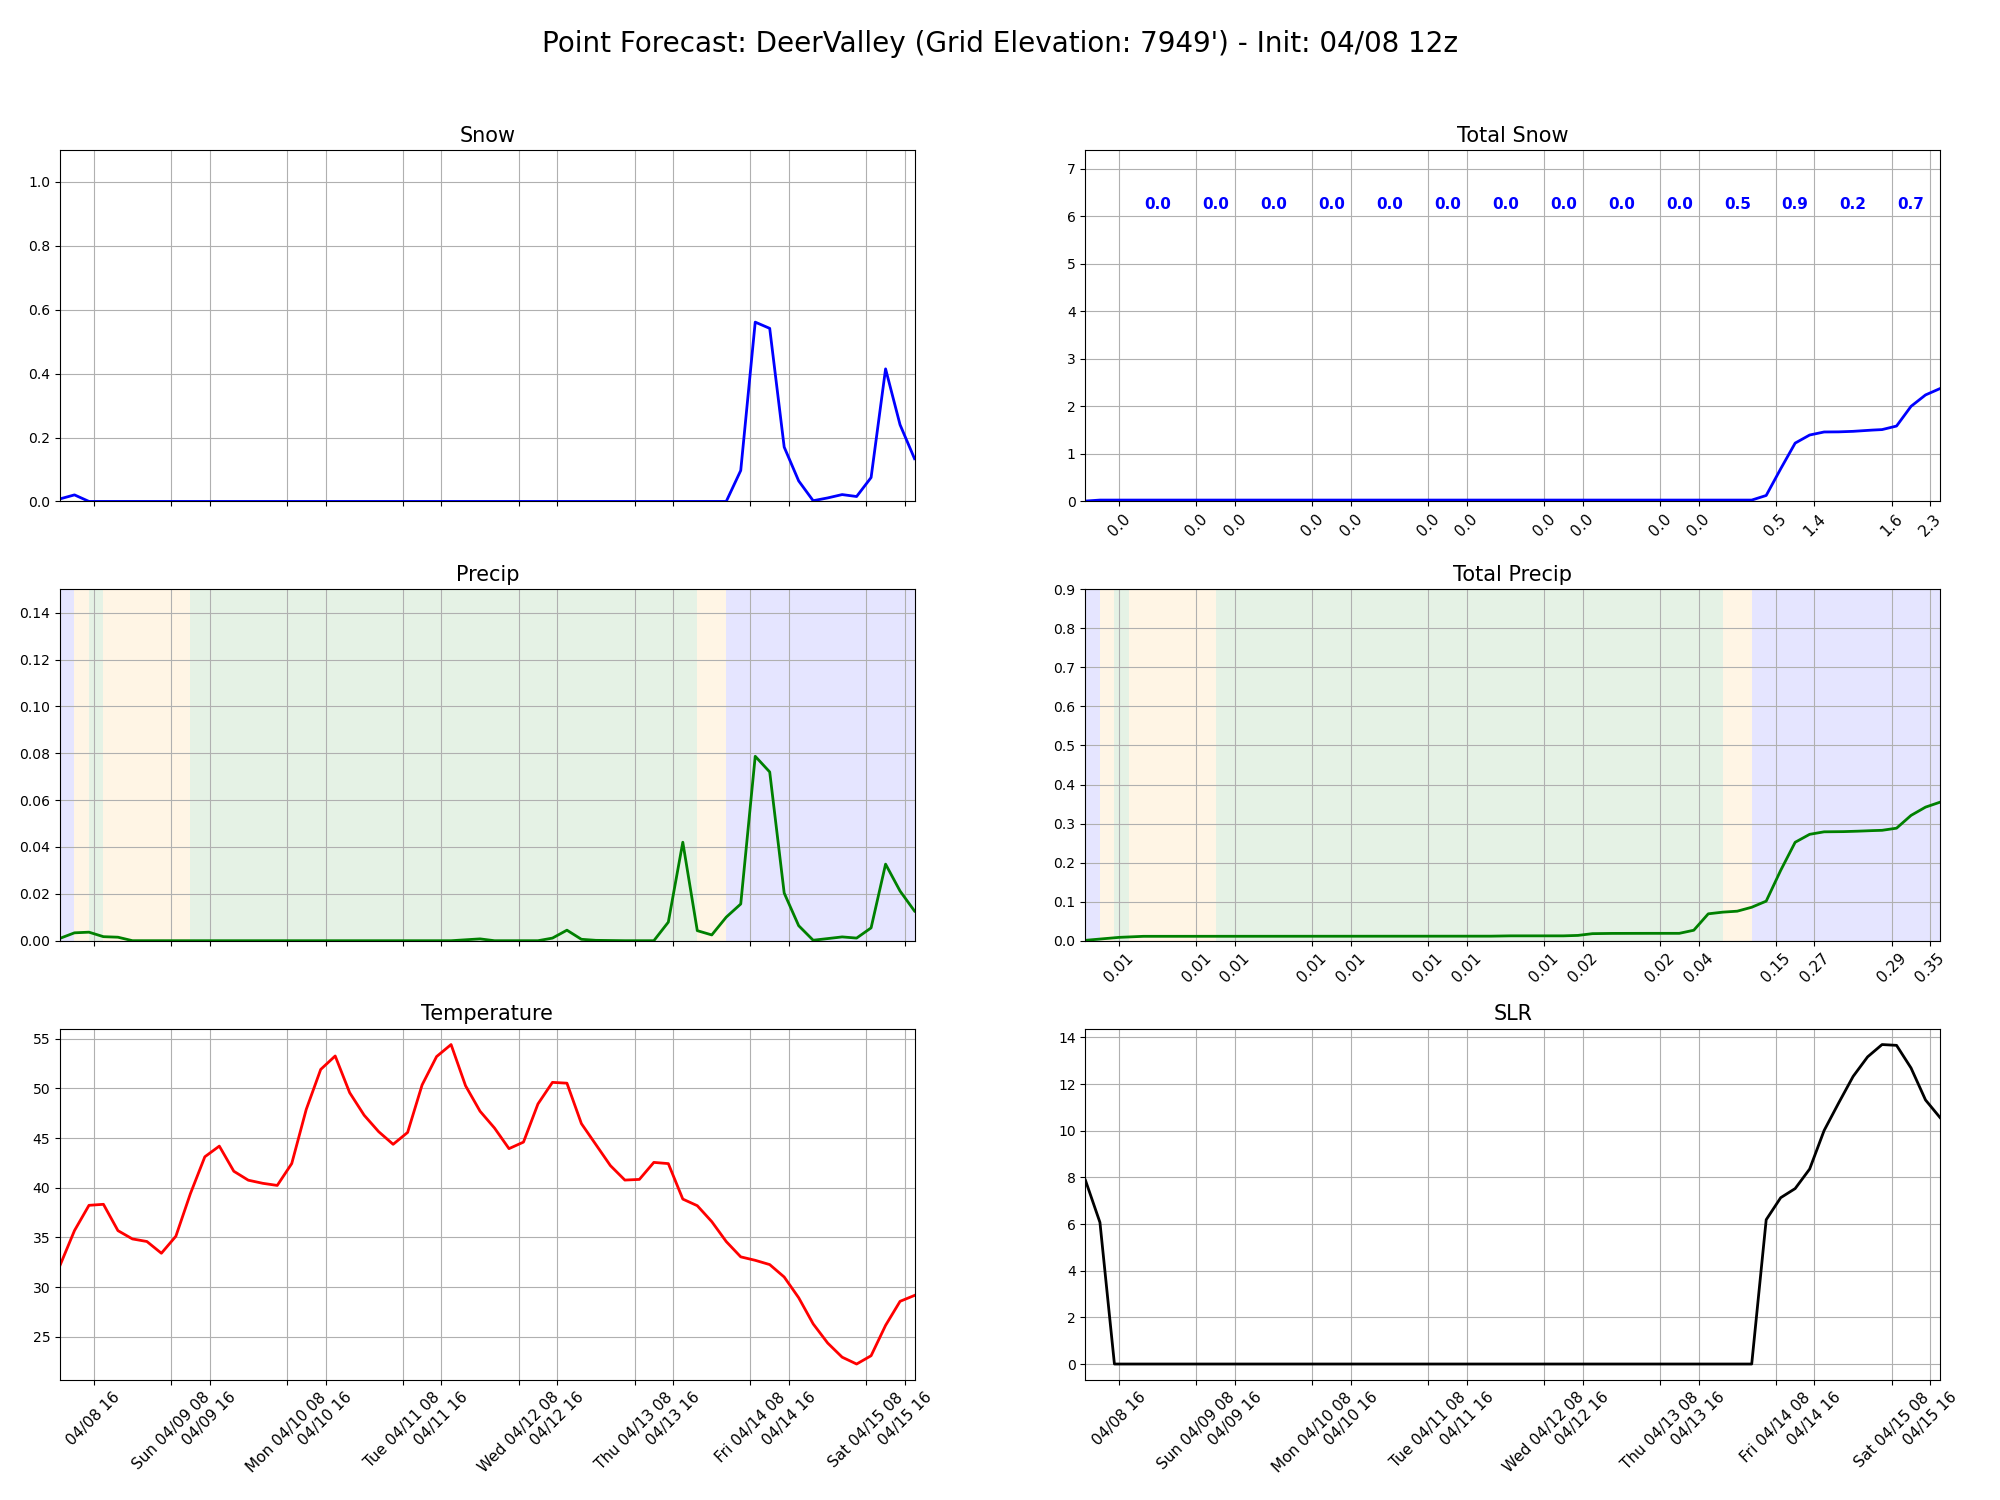 Point Forecast: DeerValley (Grid Elevation: 7949') - Init: 04/08 12z
Snow
1.0
0.8
0.6
0.4
0.2
0.0
Total Snow
7
6
5
4
3
2
1
0
0.0 0.0 0.0 0.0 0.0 0.0 0.0 0.0 0.0 0.0 0.5 0.9 0.2 0.7
0.0 0.0 0.0 0.0 0.0 0.0 0.0 0.0 0.0 0.0 0.0 0.5 1.4 1.6 2.3
Precip
0.14
0.12
0.10
0.08
0.06
0.04
0.02
0.00
Total Precip
0.9
0.8
0.7
0.6
0.5
0.4
0.3
0.2
0.1
0.0
0.01 0.01 0.01 0.01 0.01 0.01 0.01 0.01 0.02 0.02 0.04 0.15 0.27 0.29 0.35
Temperature
55
50
45
40
35
30
25
04/08 16
Sun 04/09 08
04/09 16
Mon 04/10 08
04/10 16
Tue 04/11 08
04/11 16
Wed 04/12 08
04/12 16
Thu 04/13 08
04/13 16
Fri 04/14 08
04/14 16
Sat 04/15 08
04/15 16
SLR
14
12
10
8
6
4
2
0
04/08 16
Sun 04/09 08
04/09 16
Mon 04/10 08
04/10 16
Tue 04/11 08
04/11 16
Wed 04/12 08
04/12 16
Thu 04/13 08
04/13 16
Fri 04/14 08
04/14 16
Sat 04/15 08
04/15 16